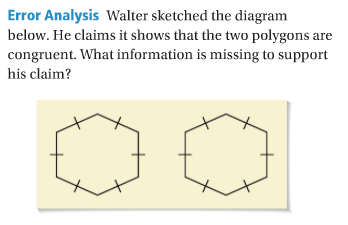 Error Analysis Walter sketched the diagram
below. He claims it shows that the two polygons are
congruent. What information is missing to support
his claim?